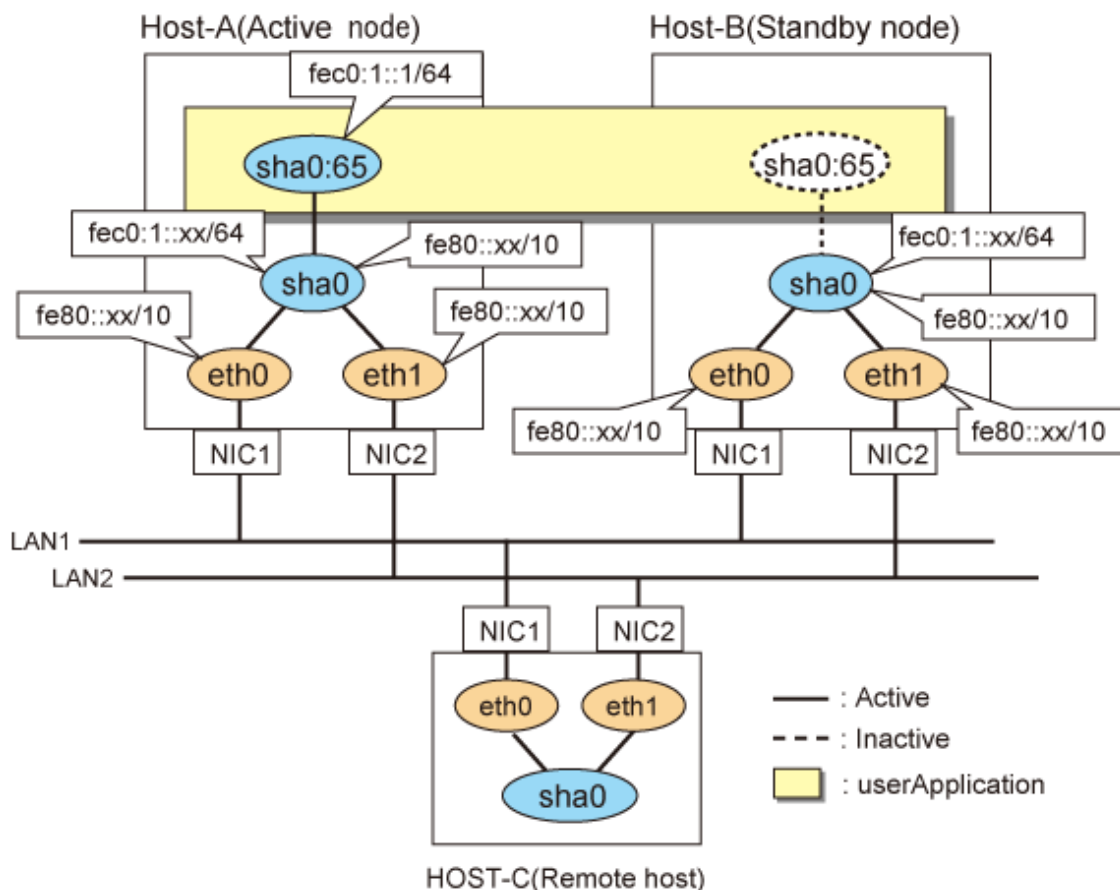 Host-A(Active node)
Host-B(Standby node)
fec0:1::1/64
sha0:65
sha0:65
fec0:1::xx/64
fe80::xx/10
fec0:1::xx/64
sha0
sha0
fe80::xx/10
fe80::xx/10
fe80::xx/10
eth0
eth1
eth0
eth1
fe80::xx/10
fe80::xx/10
NIC1
NIC2
NIC1
NIC2
LAN1
LAN2
NIC1
NIC2
eth0
eth1
sha0
: Active
: Inactive
: userApplication
HOST-C(Remote host)